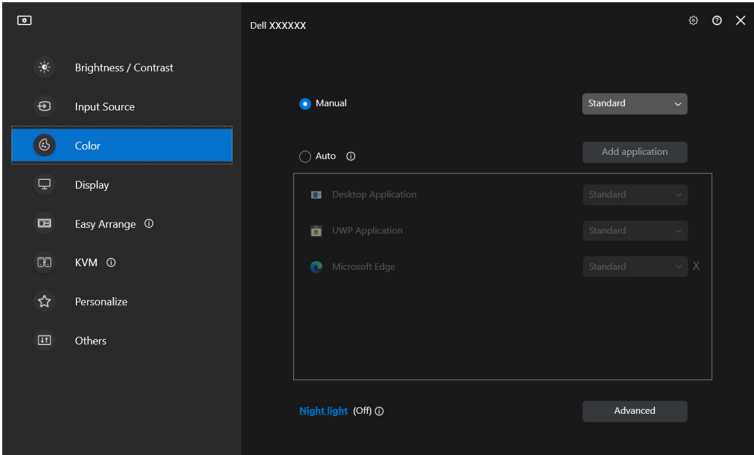 Dell XXXXXX
Brightness / Contrast
Input Source
Color
Display
Easy Arrange
KVM
Personalize
Others
Manual
Standard
Auto
Add application
Desktop Application
Standard
UWP Application
Standard
Microsoft Edge
Standard
X
Night light (Off)
Advanced